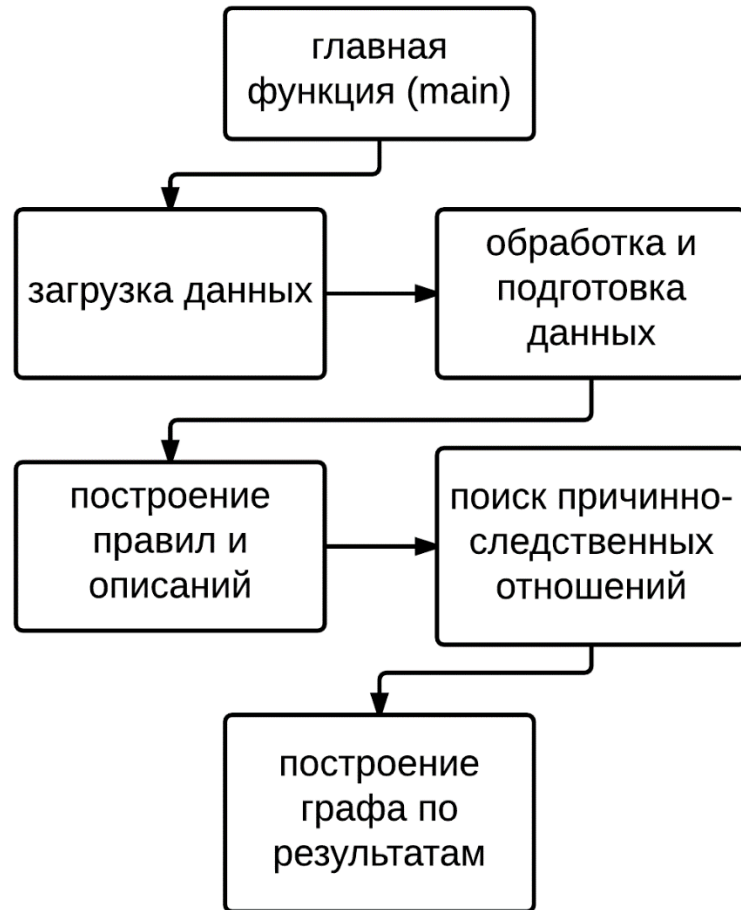 главная
функция (main)
загрузка данных
обработка и
подготовка
данных
построение
правил и
описаний
поиск причинно-
следственных
отношений
построение
графа по
результатам